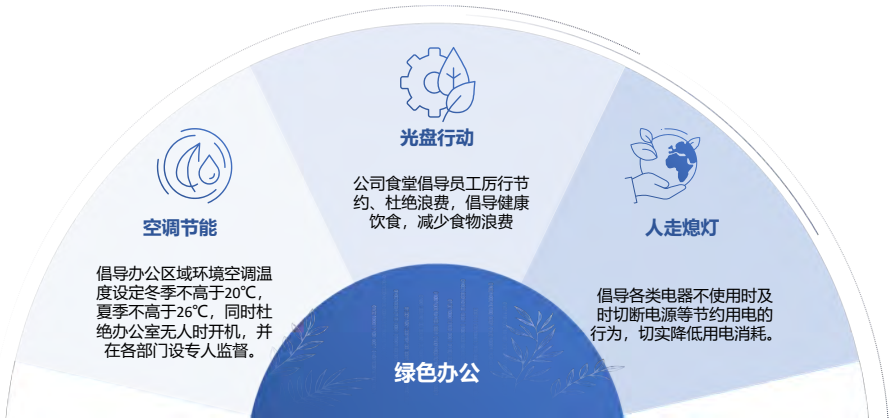 光盘行动
公司食堂倡导员工厉行节
约、杜绝浪费，倡导健康
饮食，减少食物浪费
空调节能
倡导办公区域环境空调温
度设定冬季不高于20℃，
夏季不高于26℃，同时杜
绝办公室无人时开机，并
在各部门设专人监督。
人走熄灯
倡导各类电器不使用时及
时切断电源等节约用电的
行为，切实降低用电消耗。
绿色办公